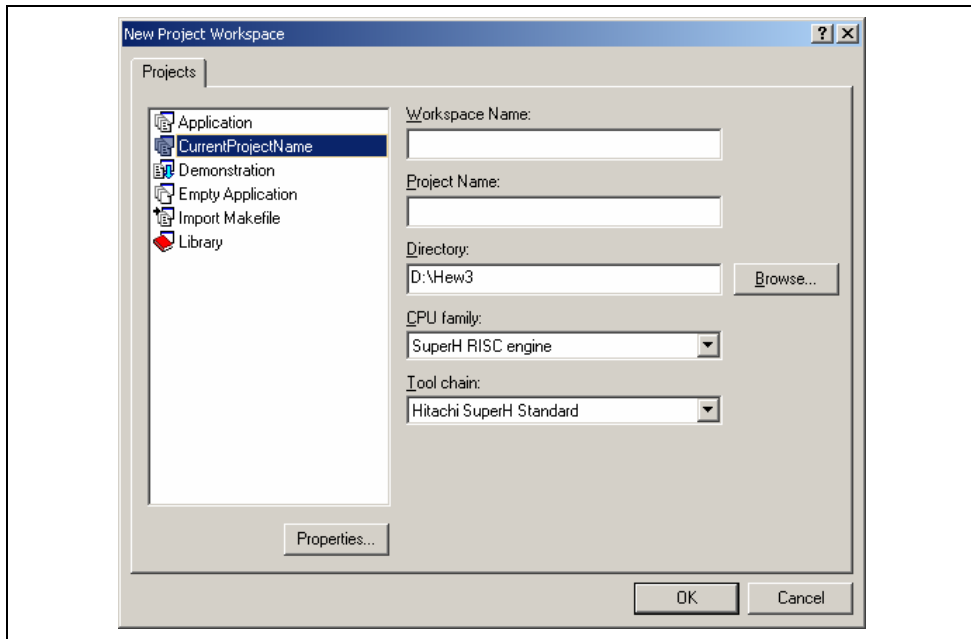 New Project Workspace
Projects
Application
CurrentProjectName
Demonstration
Empty Application
Import Makefile
Library
Properties...
Workspace Name:
Project Name:
Directory:
D:\Hew3
Browse...
CPU family:
SuperH RISC engine
Tool chain:
Hitachi SuperH Standard
OK
Cancel